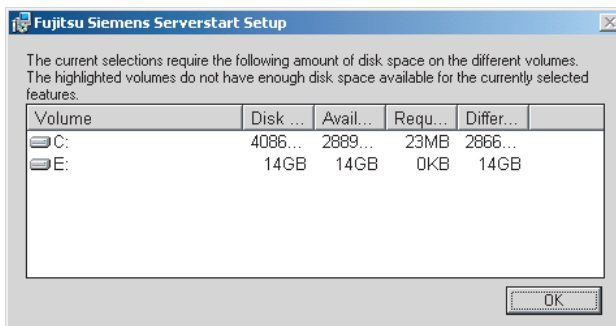 Fujitsu Siemens Serverstart Setup
The current selections require the following amount of disk space on the different volumes.
The highlighted volumes do not have enough disk space available for the currently selected
features.
Volume Disk ... Avail... Requ... Differ...
C: 4086... 2889... 23MB 2866...
E: 14GB 14GB 0KB 14GB
OK